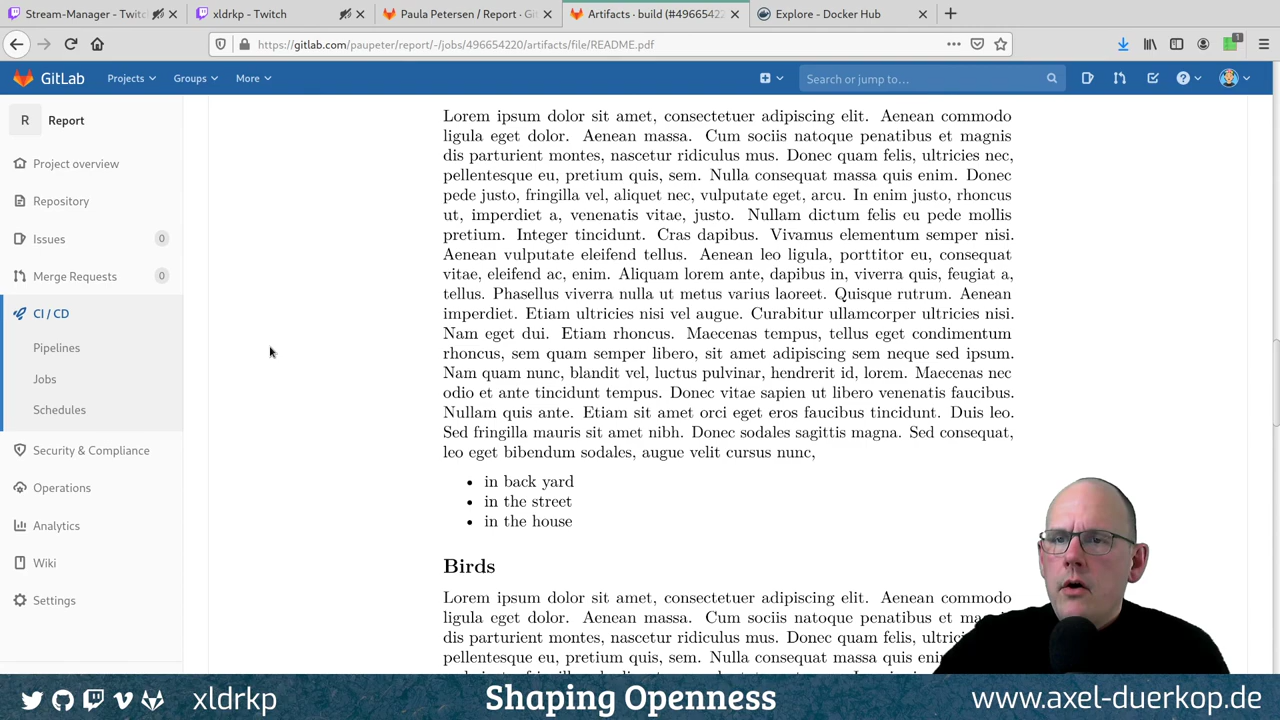 Stream-Manager - Twitc
xldrkp - Twitch
Paula Petersen / Report · Gi
Artifacts · build (#49665422
Explore - Docker Hub
https://gitlab.com/paupeter/report/-/jobs/496654220/artifacts/file/README.pdf
1
GitLab
Projects
Groups
More
Search or jump to…
R
Report
Project overview
Repository
Issues
0
Merge Requests
0
CI / CD
Pipelines
Jobs
Schedules
Security & Compliance
Operations
Analytics
Wiki
Settings
Lorem ipsum dolor sit amet, consectetuer adipiscing elit. Aenean commodo
ligula eget dolor. Aenean massa. Cum sociis natoque penatibus et magnis
dis parturient montes, nascetur ridiculus mus. Donec quam felis, ultricies nec,
pellentesque eu, pretium quis, sem. Nulla consequat massa quis enim. Donec
pede justo, fringilla vel, aliquet nec, vulputate eget, arcu. In enim justo, rhoncus
ut, imperdiet a, venenatis vitae, justo. Nullam dictum felis eu pede mollis
pretium. Integer tincidunt. Cras dapibus. Vivamus elementum semper nisi.
Aenean vulputate eleifend tellus. Aenean leo ligula, porttitor eu, consequat
vitae, eleifend ac, enim. Aliquam lorem ante, dapibus in, viverra quis, feugiat a,
tellus. Phasellus viverra nulla ut metus varius laoreet. Quisque rutrum. Aenean
imperdiet. Etiam ultricies nisi vel augue. Curabitur ullamcorper ultricies nisi.
Nam eget dui. Etiam rhoncus. Maecenas tempus, tellus eget condimentum
rhoncus, sem quam semper libero, sit amet adipiscing sem neque sed ipsum.
Nam quam nunc, blandit vel, luctus pulvinar, hendrerit id, lorem. Maecenas nec
odio et ante tincidunt tempus. Donec vitae sapien ut libero venenatis faucibus.
Nullam quis ante. Etiam sit amet orci eget eros faucibus tincidunt. Duis leo.
Sed fringilla mauris sit amet nibh. Donec sodales sagittis magna. Sed consequat,
leo eget bibendum sodales, augue velit cursus nunc,
• in back yard
• in the street
• in the house
Birds
Lorem ipsum dolor sit amet, consectetuer adipiscing elit. Aenean commodo
ligula eget dolor. Aenean massa. Cum sociis natoque penatibus et
dis parturient montes, nascetur ridiculus mus. Donec quam felis,
pellentesque eu, pretium quis, sem. Nulla consequat massa quis
xldrkp
Shaping Openness
www.axel-duerkop.de